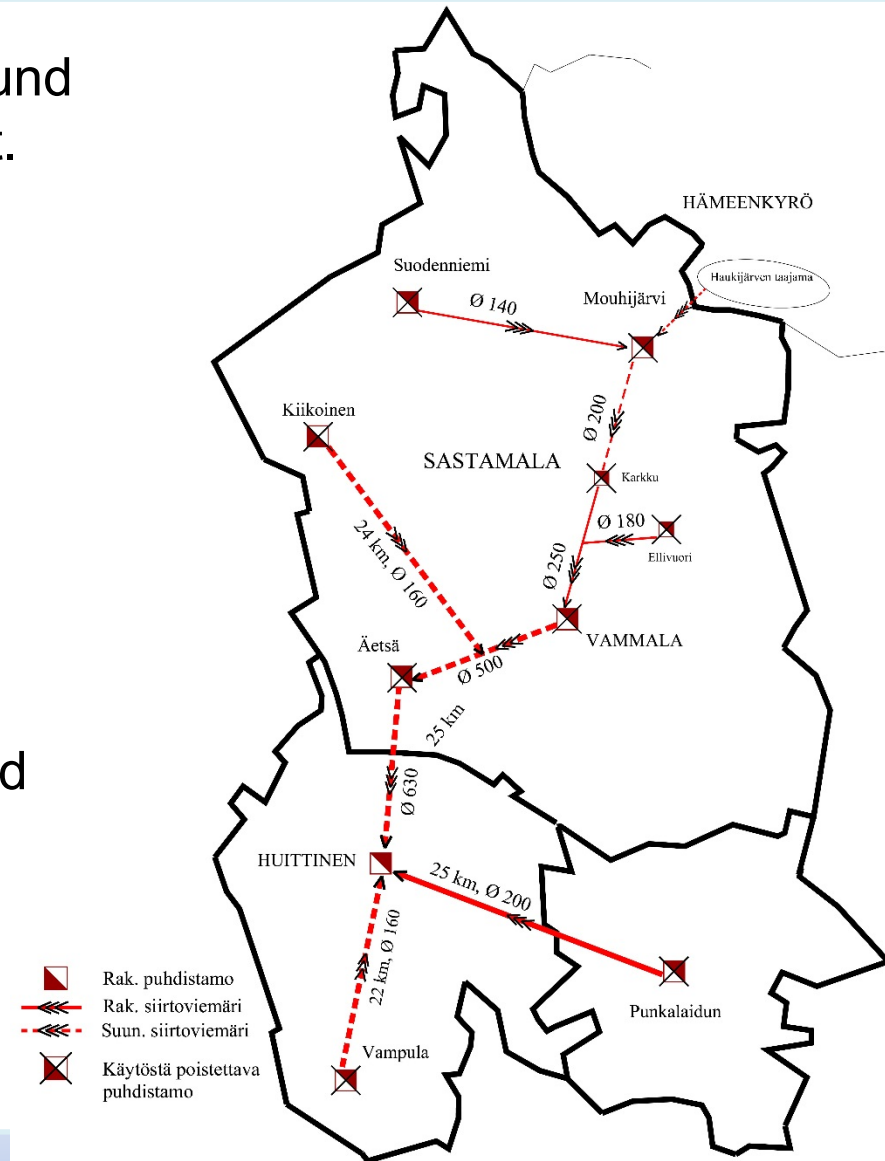 und
t.
HÄMEENKYRÖ
Suodenniemi
Haukijärven taajama
Mouhijärvi
Ø 140
Kiikoinen
Ø 200
SASTAMALA
Karkku
Ø 180
24 km, Ø 160
Ø 250
Ellivuori
Äetsä
VAMMALA
Ø 500
25 km
d
Ø 630
HUITTINEN
25 km, Ø 200
22 km, Ø 160
Rak. puhdistamo
Rak. siirtoviemäri
Suun. siirtoviemäri
Punkalaidun
Vampula
Käytöstä poistettava
puhdistamo